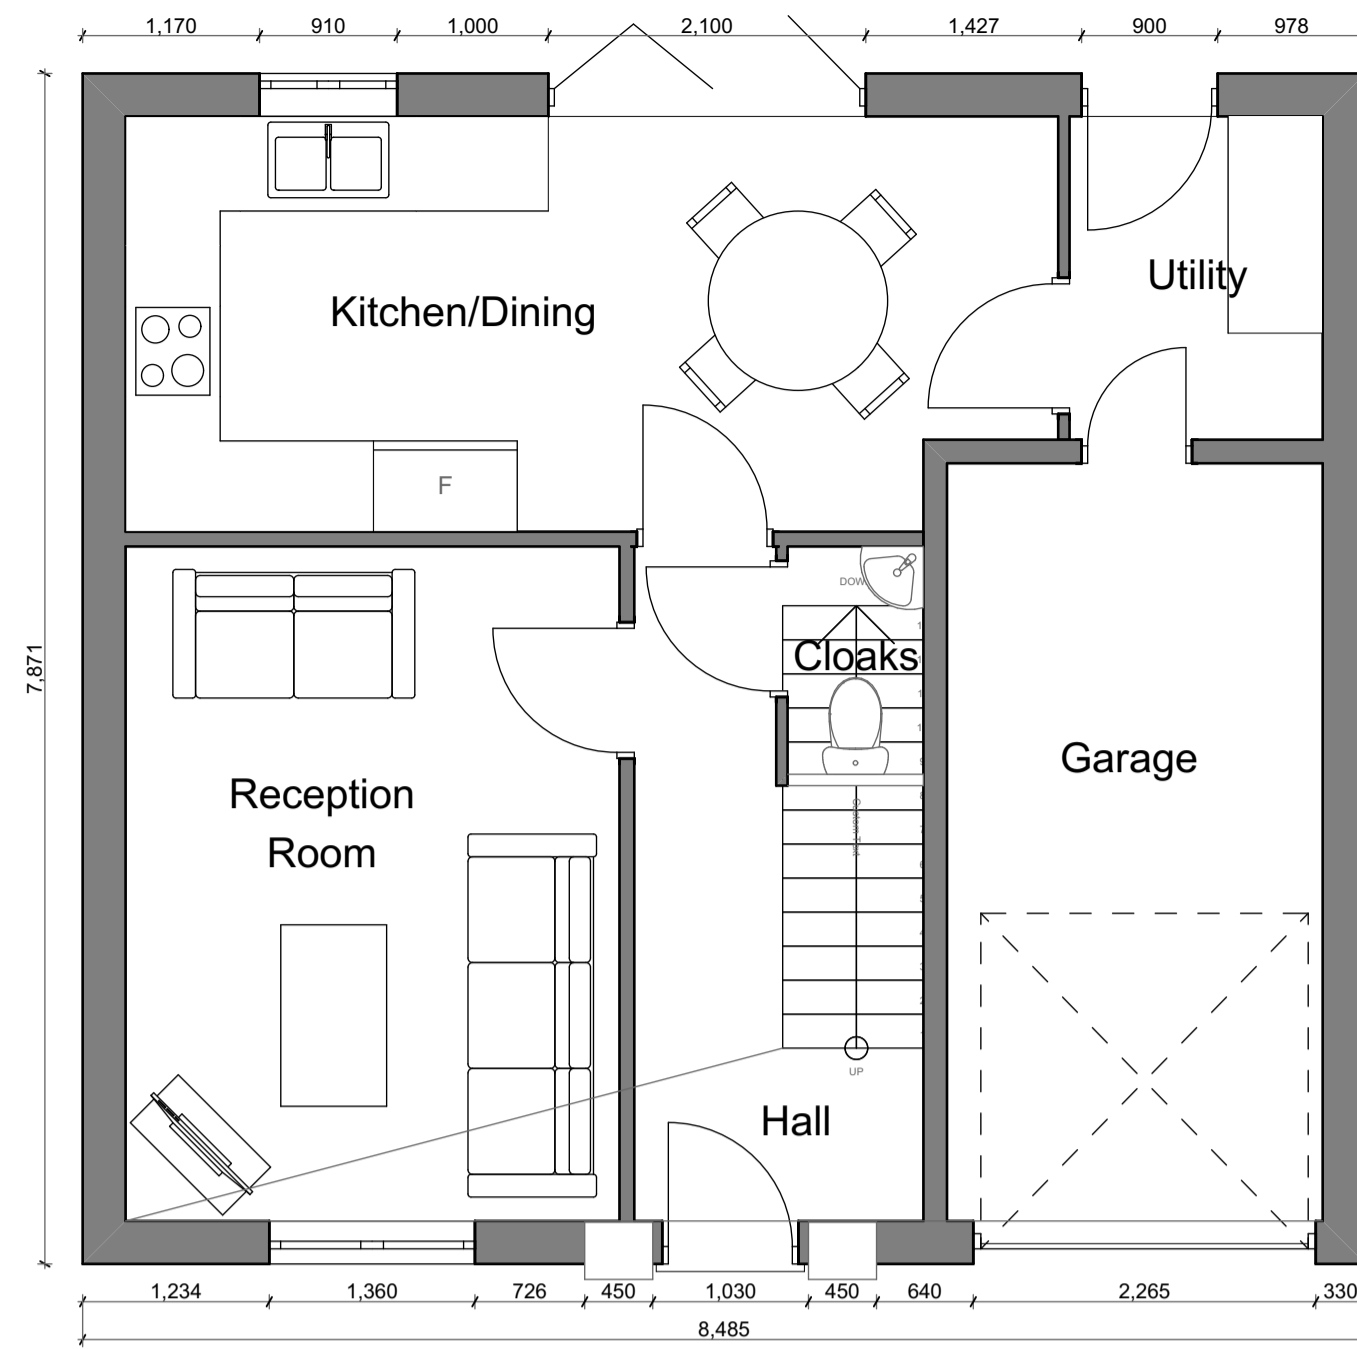 1,170 910 1,000 2,100 1,427 900 978
Utility
Kitchen/Dining
F
DOW
Cloaks
7,871
Garage
Reception
Room
UP
Hall
1,234 1,360 726 450 1,030 450 640 2,265 330
8,485